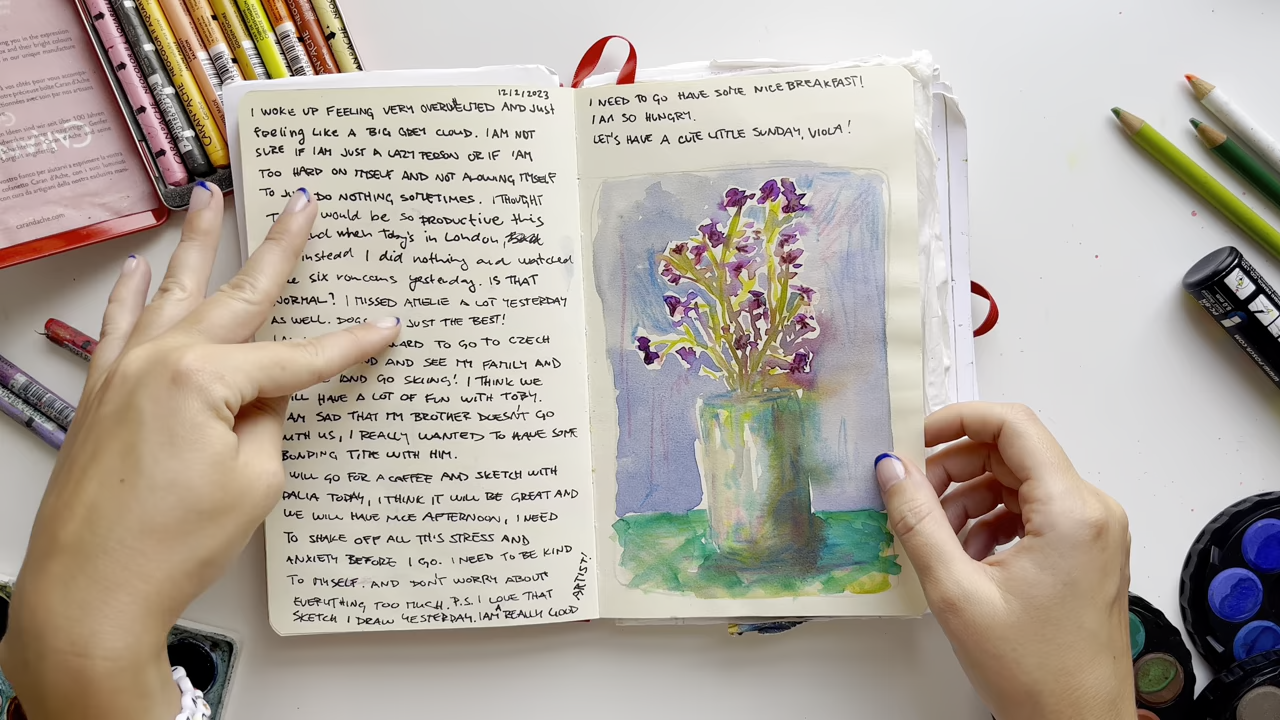 12/2/2023
I WOKE UP FEELING VERY OVERWHELMED AND JUST
FEELING LIKE A BIG GREY CLOUD. I AM NOT
SURE IF I AM JUST A LAZY PERSON OR IF I AM
TOO HARD ON MYSELF AND NOT ALLOWING MYSELF
TO DO NOTHING SOMETIMES. I THOUGHT
would be so productive this
and when Toby's in London,
instead I did nothing and watched
six romcoms yesterday. IS THAT
NORMAL? I MISSED AMELIE A LOT YESTERDAY
AS WELL. JUST THE BEST!
TO GO TO CZECH
AND SEE MY FAMILY AND
AND GO SKIING! I THINK WE
HAVE A LOT OF FUN WITH TOBY.
AM SAD THAT MY BROTHER DOESN'T GO
WITH US, I REALLY WANTED TO HAVE SOME
BONDING TIME WITH HIM.
WILL GO FOR A COFFEE AND SKETCH WITH
DALIA TODAY, I THINK IT WILL BE GREAT AND
WE WILL HAVE NICE AFTERNOON, I NEED
TO SHAKE OFF ALL THIS STRESS AND
ANXIETY BEFORE I GO. I NEED TO BE KIND
TO MYSELF. AND DON'T WORRY ABOUT
EVERYTHING TOO MUCH. P.S. I LOVE THAT
SKETCH I DRAW YESTERDAY. I AM A REALLY GOOD
ARTIST!
I NEED TO GO HAVE SOME NICE BREAKFAST!
I AM SO HUNGRY.
LET'S HAVE A CUTE LITTLE SUNDAY, VIOLA!
carandache.com